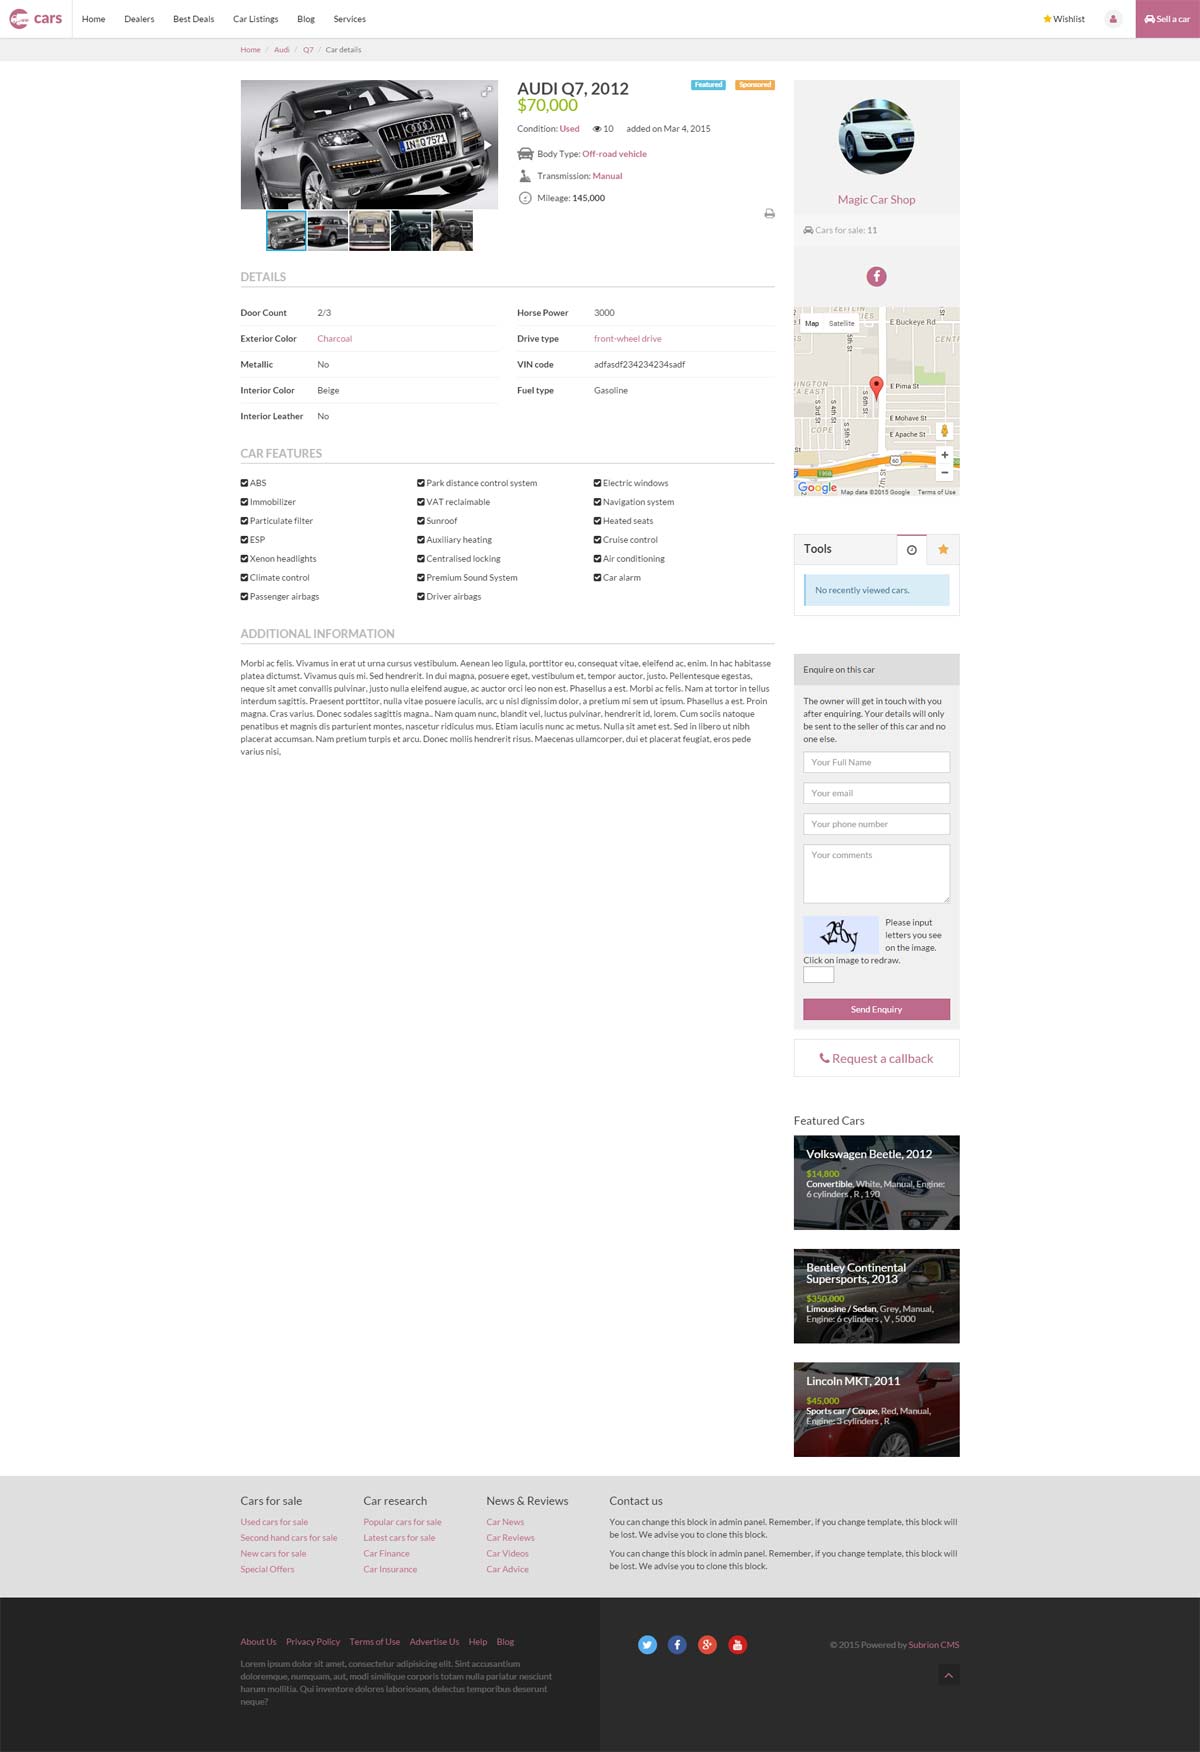 cars
Home
Dealers
Best Deals
Car Listings
Blog
Services
Wishlist
Sell a car
Home / Audi / Q7 / Car details
IN Q 7571
AUDI Q7, 2012
Featured
Sponsored
$70,000
Condition: Used
10
added on Mar 4, 2015
Body Type: Off-road vehicle
Transmission: Manual
Mileage: 145,000
Magic Car Shop
Cars for sale: 11
DETAILS
Door Count 2/3
Exterior Color Charcoal
Metallic No
Interior Color Beige
Interior Leather No
Horse Power 3000
Drive type front-wheel drive
VIN code adfasdf234234234sadf
Fuel type Gasoline
Map
Satellite
E Buckeye Rd
E Pima St
S 3rd St
S 4th St
S 5th St
S 6th St
E Mohave St
COPE
E Apache St
60
7th St
Google
Map data ©2015 Google
Terms of Use
CAR FEATURES
ABS
Immobilizer
Particulate filter
ESP
Xenon headlights
Climate control
Passenger airbags
Park distance control system
VAT reclaimable
Sunroof
Auxiliary heating
Centralised locking
Premium Sound System
Driver airbags
Electric windows
Navigation system
Heated seats
Cruise control
Air conditioning
Car alarm
ADDITIONAL INFORMATION
Morbi ac felis. Vivamus in erat ut urna cursus vestibulum. Aenean leo ligula, porttitor eu, consequat vitae, eleifend ac, enim. In hac habitasse
platea dictumst. Vivamus quis mi. Sed hendrerit. In dui magna, posuere eget, vestibulum et, tempor auctor, justo. Pellentesque egestas,
neque sit amet convallis pulvinar, justo nulla eleifend augue, ac auctor orci leo non est. Phasellus a est. Morbi ac felis. Nam at tortor in tellus
interdum sagittis. Praesent porttitor, nulla vitae posuere iaculis, arc u nisl dignissim dolor, a pretium mi sem ut ipsum. Phasellus a est. Proin
magna. Cras varius. Donec sodales sagittis magna.. Nam quam nunc, blandit vel, luctus pulvinar, hendrerit id, lorem. Cum sociis natoque
penatibus et magnis dis parturient montes, nascetur ridiculus mus. Etiam iaculis nunc ac metus. Nulla sit amet est. Sed in libero ut nibh
placerat accumsan. Nam pretium turpis et arcu. Donec mollis hendrerit risus. Maecenas ullamcorper, dui et placerat feugiat, eros pede
varius nisi,
Tools
No recently viewed cars.
Enquire on this car
The owner will get in touch with you
after enquiring. Your details will only
be sent to the seller of this car and no
one else.
Your Full Name
Your email
Your phone number
Your comments
Please input
letters you see
on the image.
Click on image to redraw.
Send Enquiry
Request a callback
Featured Cars
Volkswagen Beetle, 2012
$14,800
Convertible, White, Manual, Engine:
6 cylinders , R , 190
Bentley Continental
Supersports, 2013
$350,000
Limousine / Sedan, Grey, Manual,
Engine: 6 cylinders , V , 5000
Lincoln MKT, 2011
$45,000
Sports car / Coupe, Red, Manual,
Engine: 3 cylinders , R
Cars for sale
Used cars for sale
Second hand cars for sale
New cars for sale
Special Offers
Car research
Popular cars for sale
Latest cars for sale
Car Finance
Car Insurance
News & Reviews
Car News
Car Reviews
Car Videos
Car Advice
Contact us
You can change this block in admin panel. Remember, if you change template, this block will
be lost. We advise you to clone this block.
You can change this block in admin panel. Remember, if you change template, this block will
be lost. We advise you to clone this block.
About Us
Privacy Policy
Terms of Use
Advertise Us
Help
Blog
Lorem ipsum dolor sit amet, consectetur adipisicing elit. Sint accusantium
doloremque, numquam, aut, modi similique corporis totam nulla pariatur nesciunt
harum mollitia. Qui inventore dolores laboriosam, delectus temporibus deserunt
neque?
© 2015 Powered by Subrion CMS